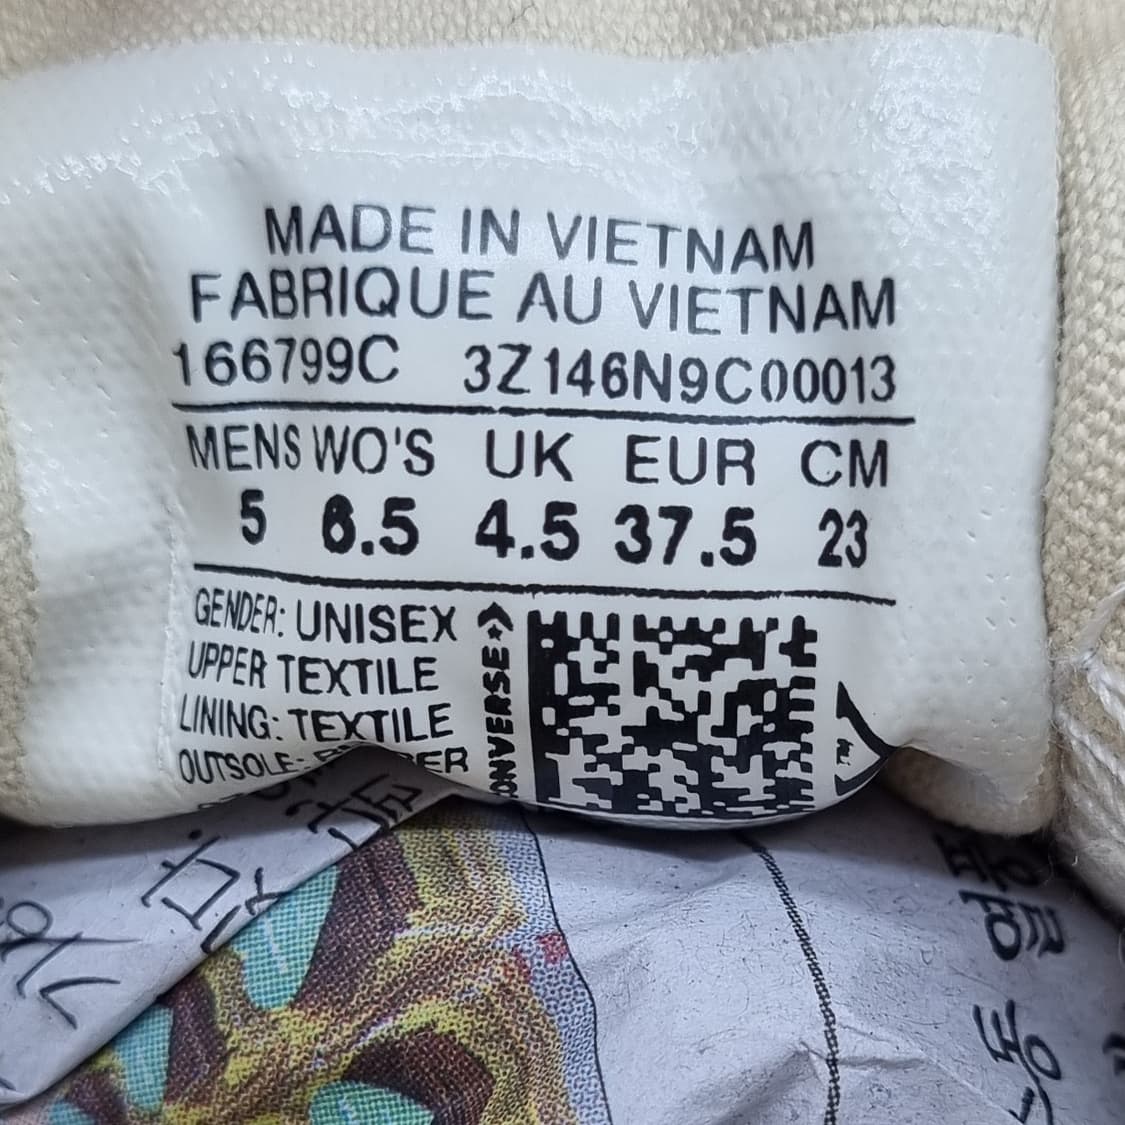 MADE IN VIETNAM
FABRIQUE AU VIETNAM
166799C 3Z146N9C00013
MENS WO'S UK EUR CM
5 6.5 4.5 37.5 23
GENDER: UNISEX
UPPER TEXTILE
LINING: TEXTILE
OUTSOLE:
CONVERSE